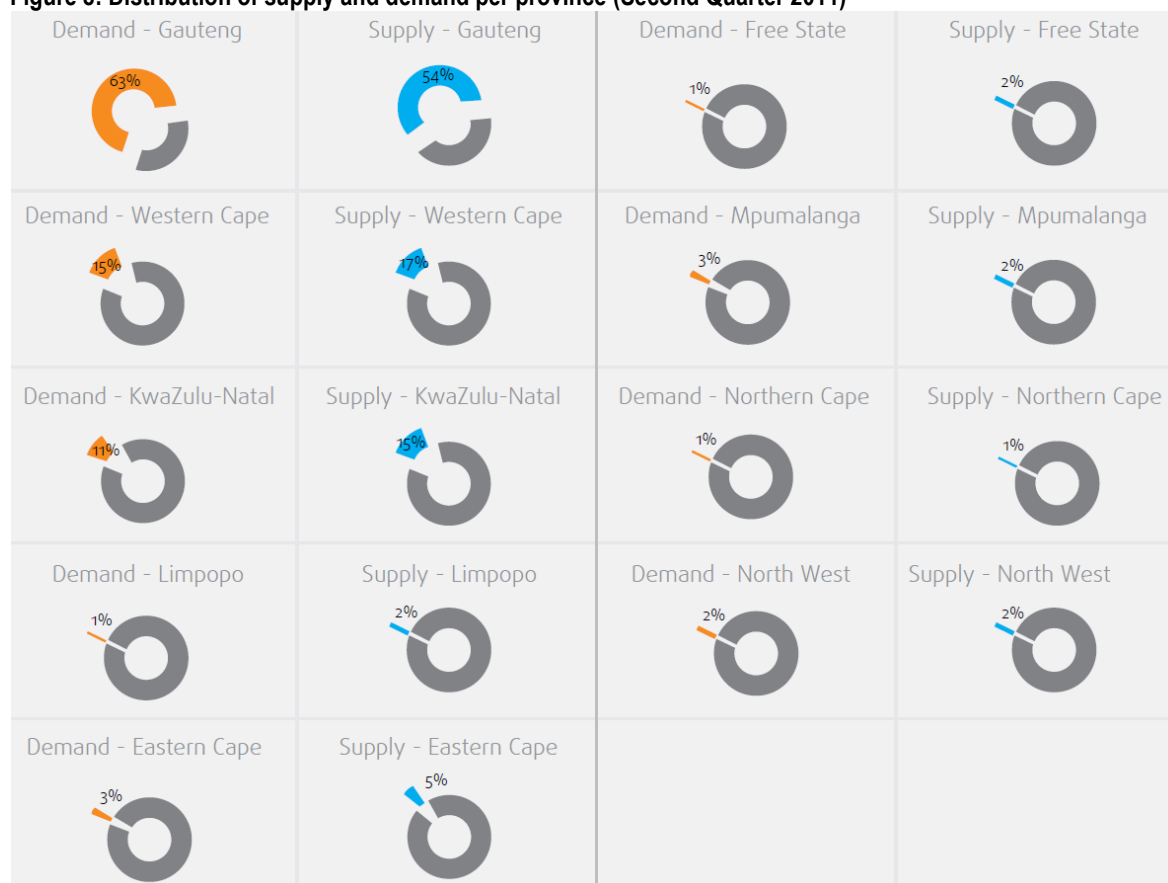 Distribution of supply and demand per province (Second Quarter 2011)
Demand - Gauteng
Supply - Gauteng
Demand - Free State
Supply - Free State
63%
54%
1%
2%
Demand - Western Cape
Supply - Western Cape
Demand - Mpumalanga
Supply - Mpumalanga
15%
17%
3%
2%
Demand - KwaZulu-Natal
Supply - KwaZulu-Natal
Demand - Northern Cape
Supply - Northern Cape
11%
15%
1%
1%
Demand - Limpopo
Supply - Limpopo
Demand - North West
Supply - North West
1%
2%
2%
2%
Demand - Eastern Cape
Supply - Eastern Cape
3%
5%